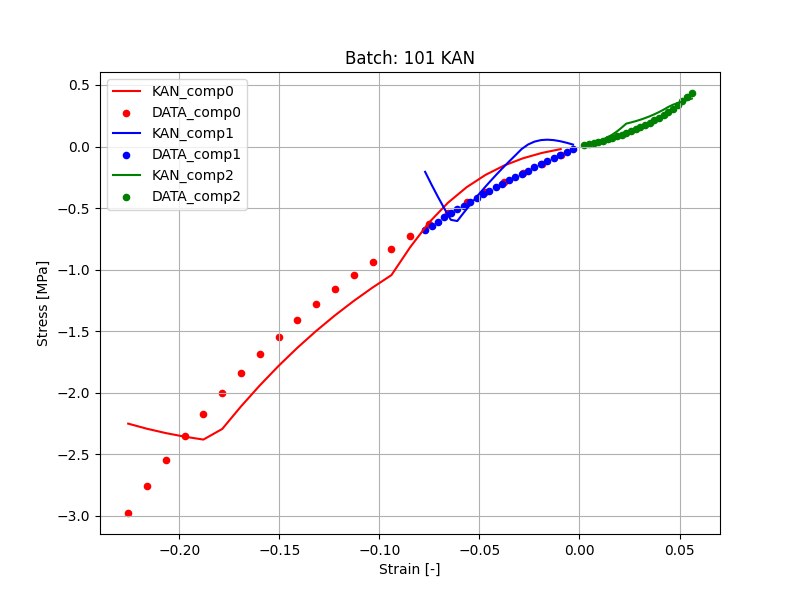 Batch: 101 KAN
KAN_comp0
DATA_comp0
KAN_comp1
DATA_comp1
KAN_comp2
DATA_comp2
0.5
0.0
−0.5
−1.0
−1.5
−2.0
−2.5
−3.0
Stress [MPa]
−0.20 −0.15 −0.10 −0.05 0.00 0.05
Strain [-]